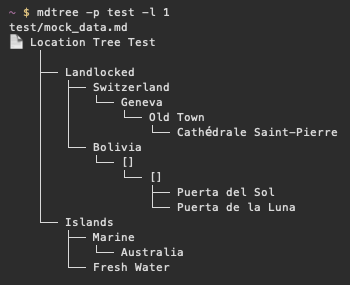 ~ $ mdtree -p test -l 1
test/mock_data.md
Location Tree Test
Landlocked
Switzerland
Geneva
Old Town
Cathédrale Saint-Pierre
Bolivia
[]
[]
Puerta del Sol
Puerta de la Luna
Islands
Marine
Australia
Fresh Water